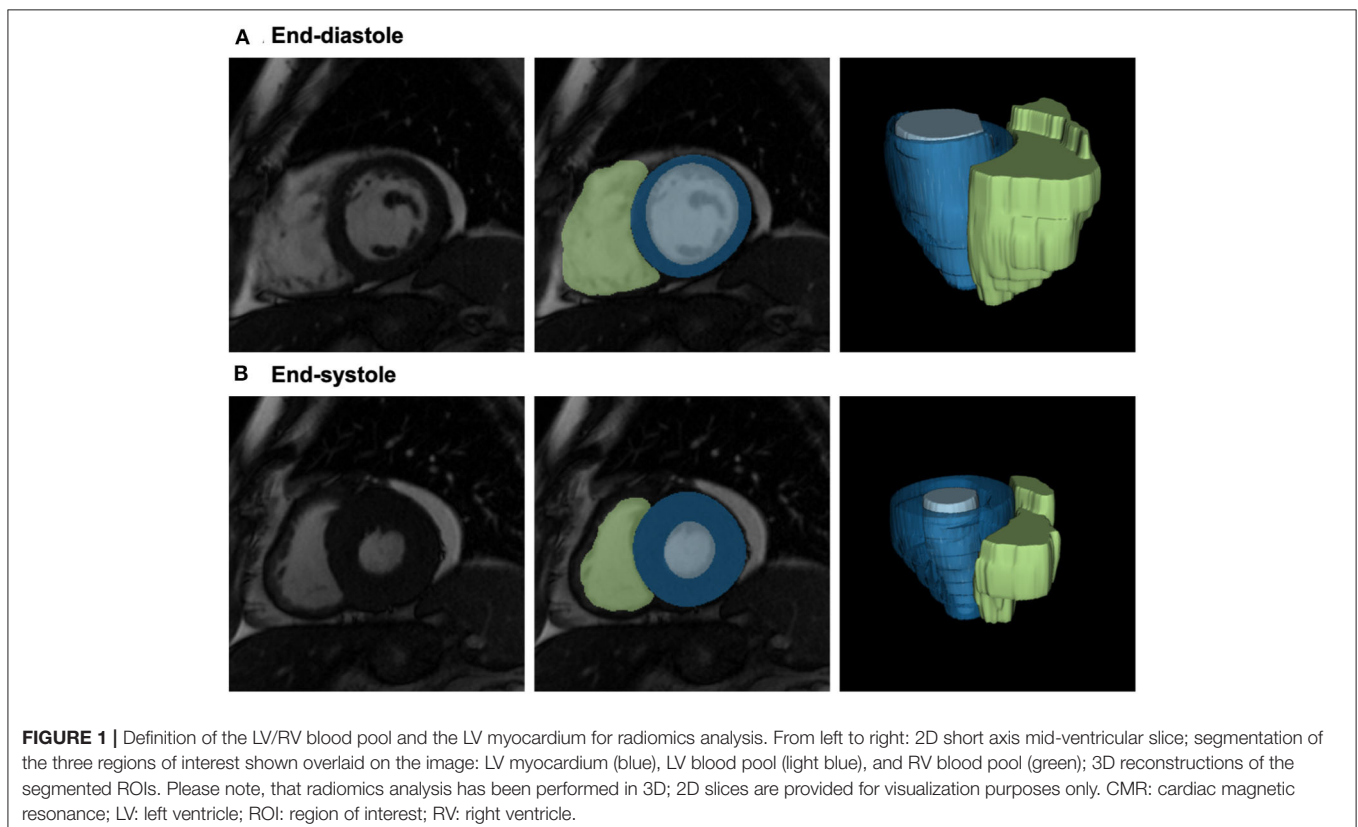 A . End-diastole
B End-systole
FIGURE 1 | Definition of the LV/RV blood pool and the LV myocardium for radiomics analysis. From left to right: 2D short axis mid-ventricular slice; segmentation of
the three regions of interest shown overlaid on the image: LV myocardium (blue), LV blood pool (light blue), and RV blood pool (green); 3D reconstructions of the
segmented ROIs. Please note, that radiomics analysis has been performed in 3D; 2D slices are provided for visualization purposes only. CMR: cardiac magnetic
resonance; LV: left ventricle; ROI: region of interest; RV: right ventricle.